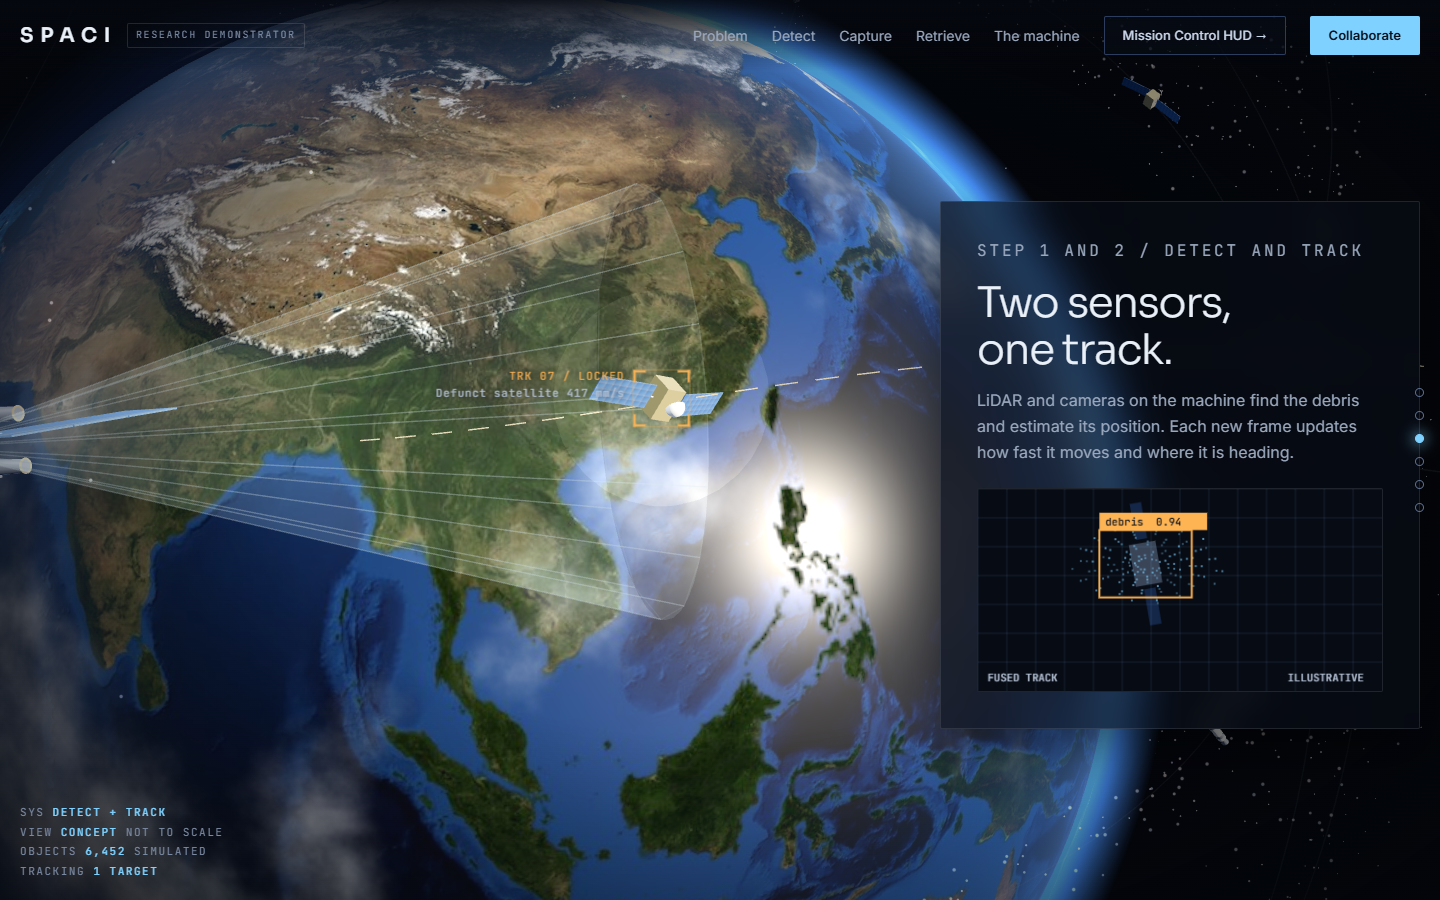 SPACI
RESEARCH DEMONSTRATOR
Problem
Detect
Capture
Retrieve
The machine
Mission Control HUD →
Collaborate
TRK 07 / LOCKED
Defunct satellite 417 mm/s
STEP 1 AND 2 / DETECT AND TRACK
Two sensors,
one track.
LiDAR and cameras on the machine find the debris
and estimate its position. Each new frame updates
how fast it moves and where it is heading.
debris 0.94
FUSED TRACK
ILLUSTRATIVE
SYS DETECT + TRACK
VIEW CONCEPT NOT TO SCALE
OBJECTS 6,452 SIMULATED
TRACKING 1 TARGET